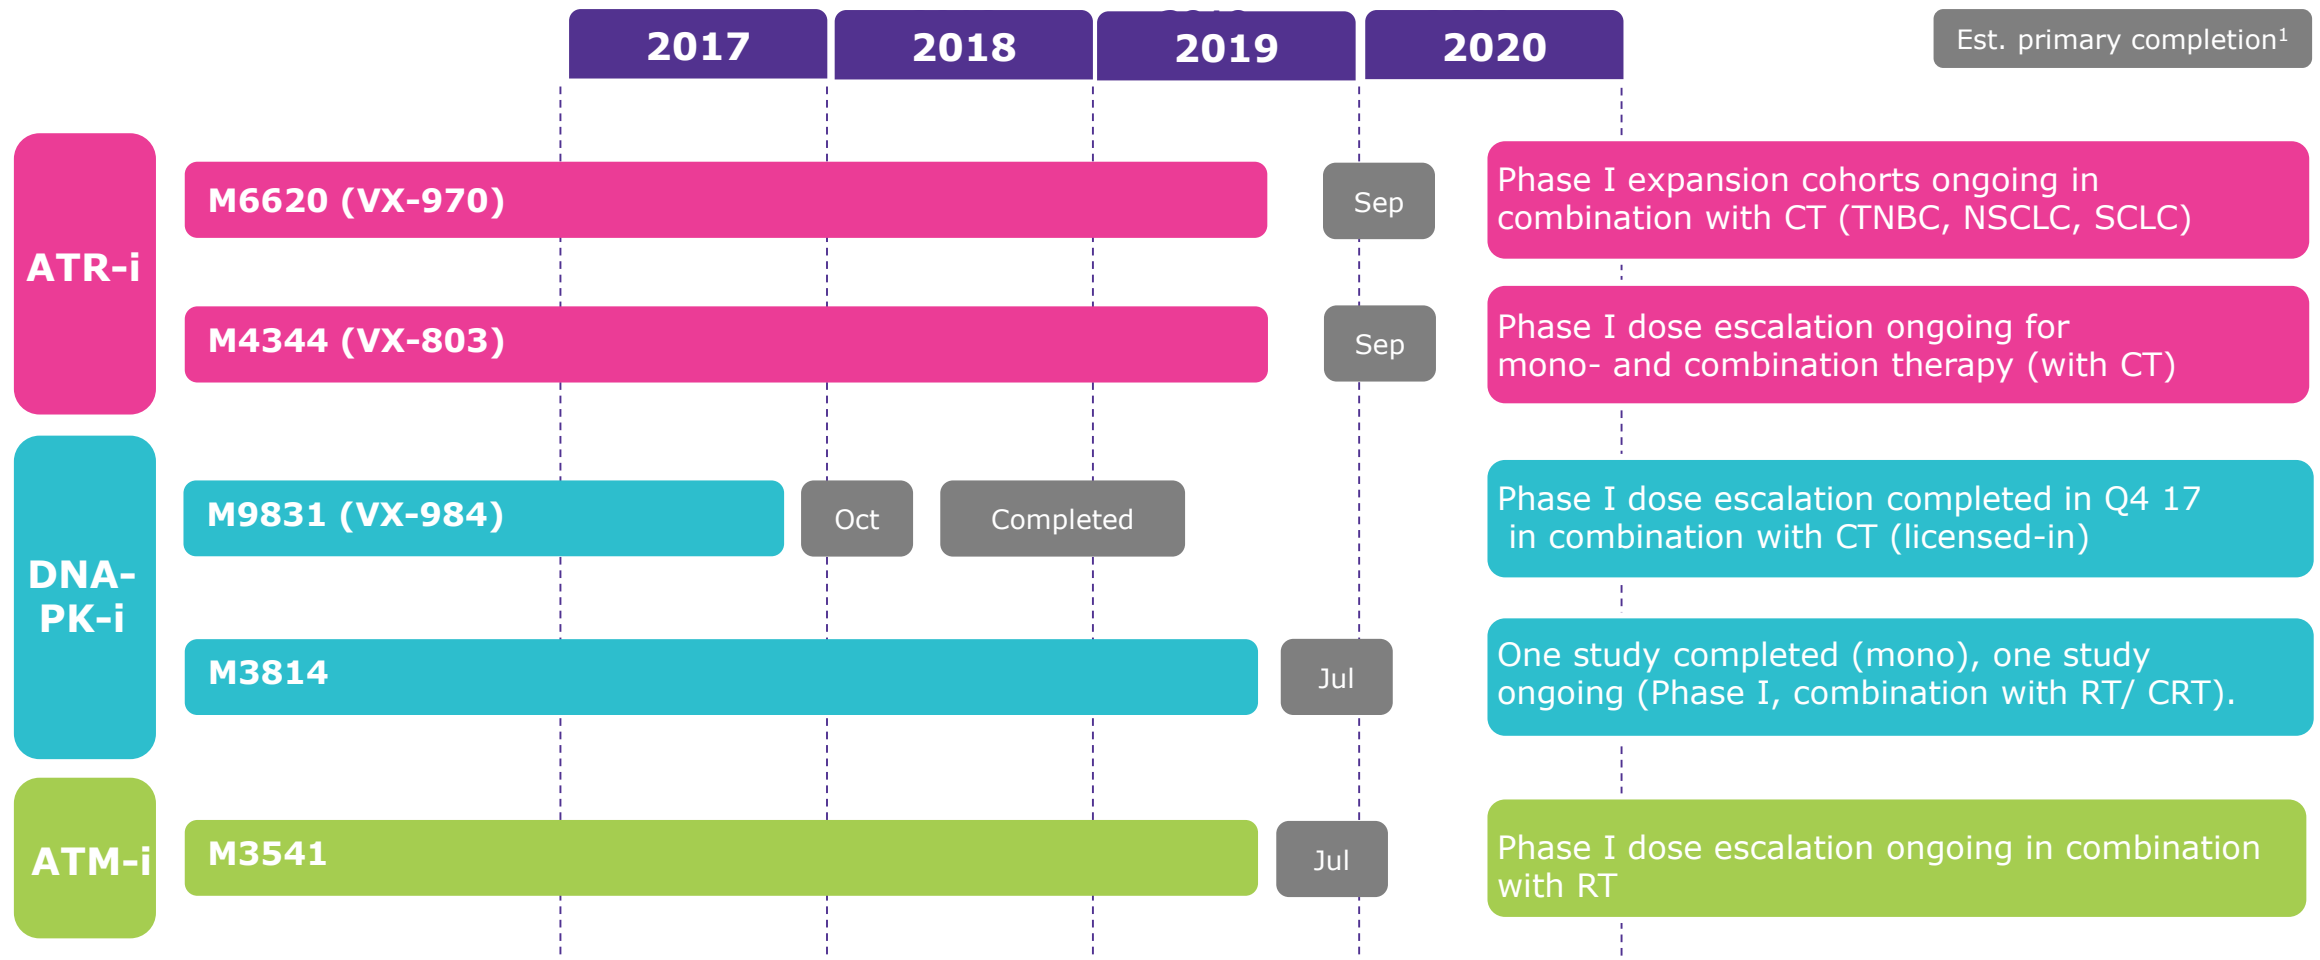 2017
2018
2019
2020
Est. primary completion¹
ATR-i
M6620 (VX-970)
Sep
Phase I expansion cohorts ongoing in
combination with CT (TNBC, NSCLC, SCLC)
M4344 (VX-803)
Sep
Phase I dose escalation ongoing for
mono- and combination therapy (with CT)
DNA-
PK-i
M9831 (VX-984)
Oct
Completed
Phase I dose escalation completed in Q4 17
in combination with CT (licensed-in)
M3814
Jul
One study completed (mono), one study
ongoing (Phase I, combination with RT/ CRT).
ATM-i
M3541
Jul
Phase I dose escalation ongoing in combination
with RT